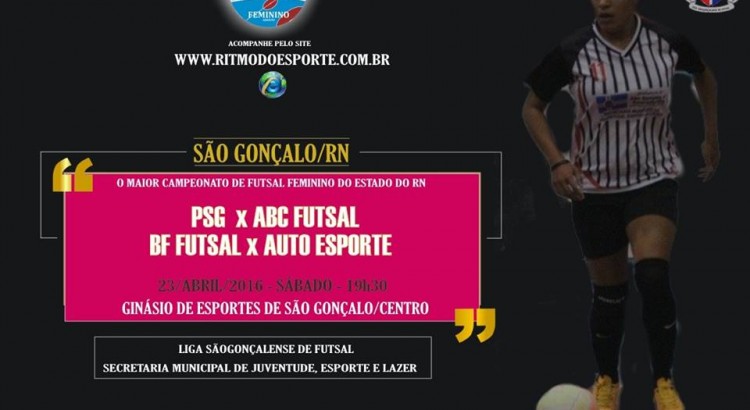 FEMININO
ACOMPANHE PELO SITE
WWW.RITMODOESPORTE.COM.BR
SÃO GONÇALO/RN
O MAIOR CAMPEONATO DE FUTSAL FEMININO DO ESTADO DO RN
PSG x ABC FUTSAL
BF FUTSAL x AUTO ESPORTE
23/ABRIL/2016 - SÁBADO - 19h30
GINÁSIO DE ESPORTES DE SÃO GONÇALO/CENTRO
LIGA SÃOGONÇALENSE DE FUTSAL
SECRETARIA MUNICIPAL DE JUVENTUDE, ESPORTE E LAZER